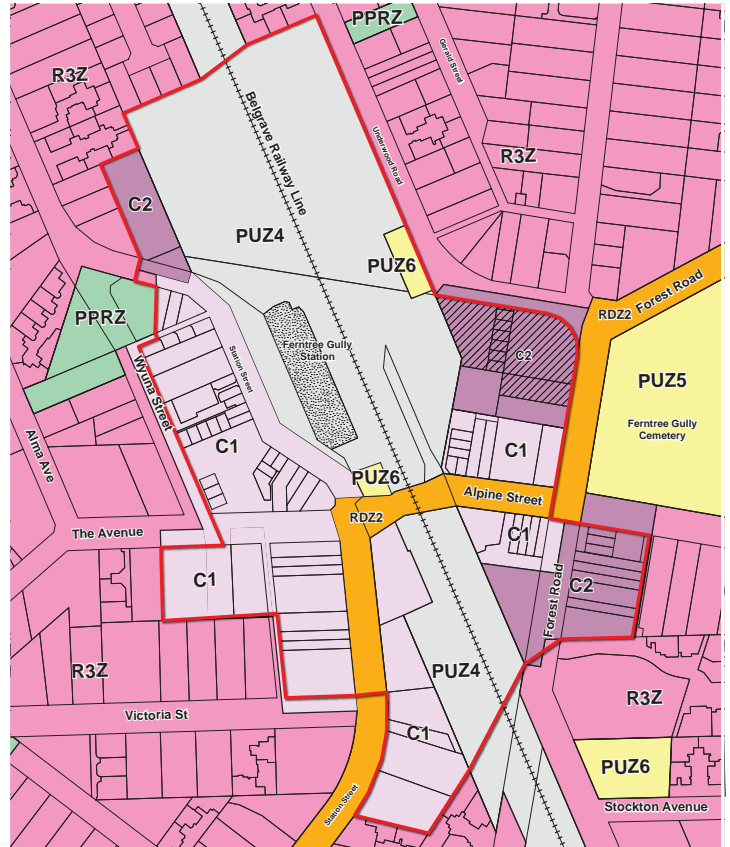 PPRZ
R3Z
Gerald Street
Belgrave Railway Line
Underwood Road
R3Z
C2
PUZ4
PUZ6
Forest Road
RDZ2
PPRZ
Ferntree Gully
Station
C2
Station Street
Wyuna Street
PUZ5
Ferntree Gully
Cemetery
C1
C1
Alma Ave
PUZ6
Alpine Street
RDZ2
The Avenue
C1
C1
Forest Road
C2
R3Z
PUZ4
R3Z
Victoria St
C1
PUZ6
Station Street
Stockton Avenue